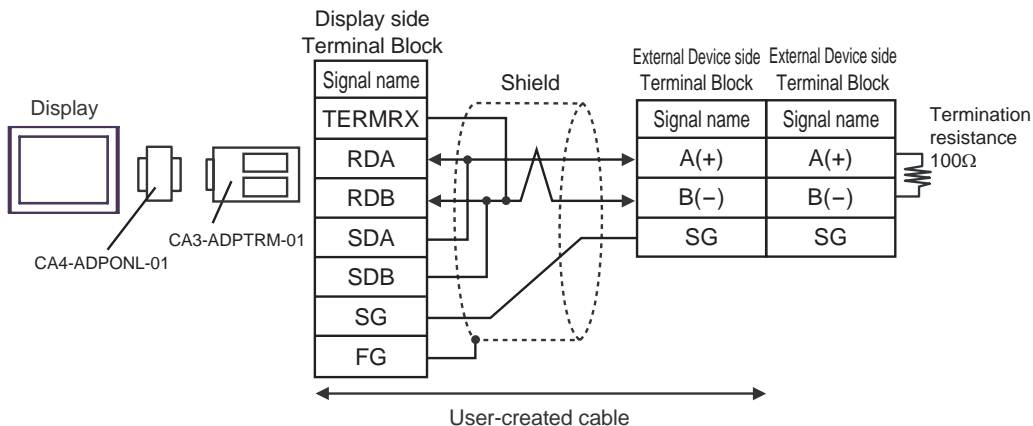 Display side
Terminal Block
Signal name
TERMRX
RDA
RDB
SDA
SDB
SG
FG
Display
CA4-ADPONL-01
CA3-ADPTRM-01
Shield
External Device side
Terminal Block
Signal name
A(+)
B(−)
SG
External Device side
Terminal Block
Signal name
A(+)
B(−)
SG
Termination
resistance
100Ω
User-created cable